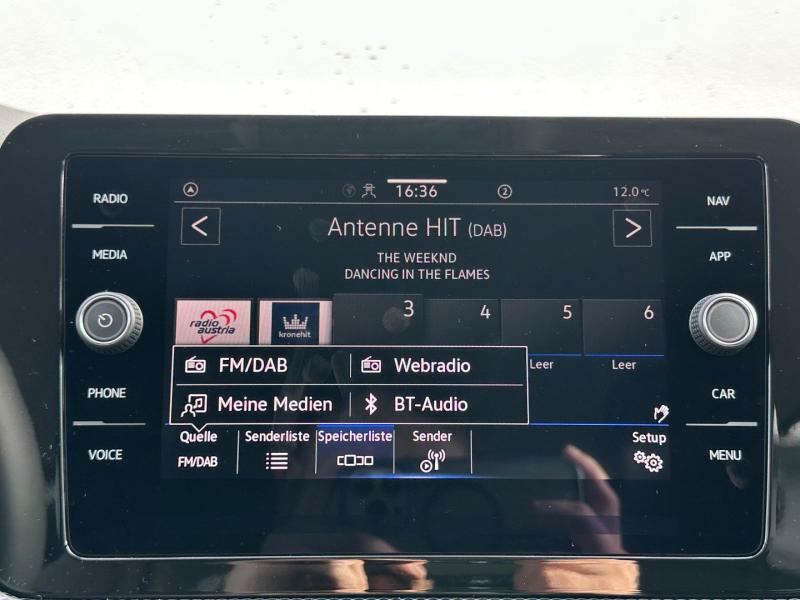 RADIO
MEDIA
PHONE
VOICE
16:36
2
12.0°C
<
Antenne HIT (DAB)
>
THE WEEKND
DANCING IN THE FLAMES
radio austria
kronehit
3
4
5
6
Leer
Leer
FM/DAB
Webradio
Meine Medien
BT-Audio
Quelle
FM/DAB
Senderliste
Speicherliste
Sender
Setup
NAV
APP
CAR
MENU